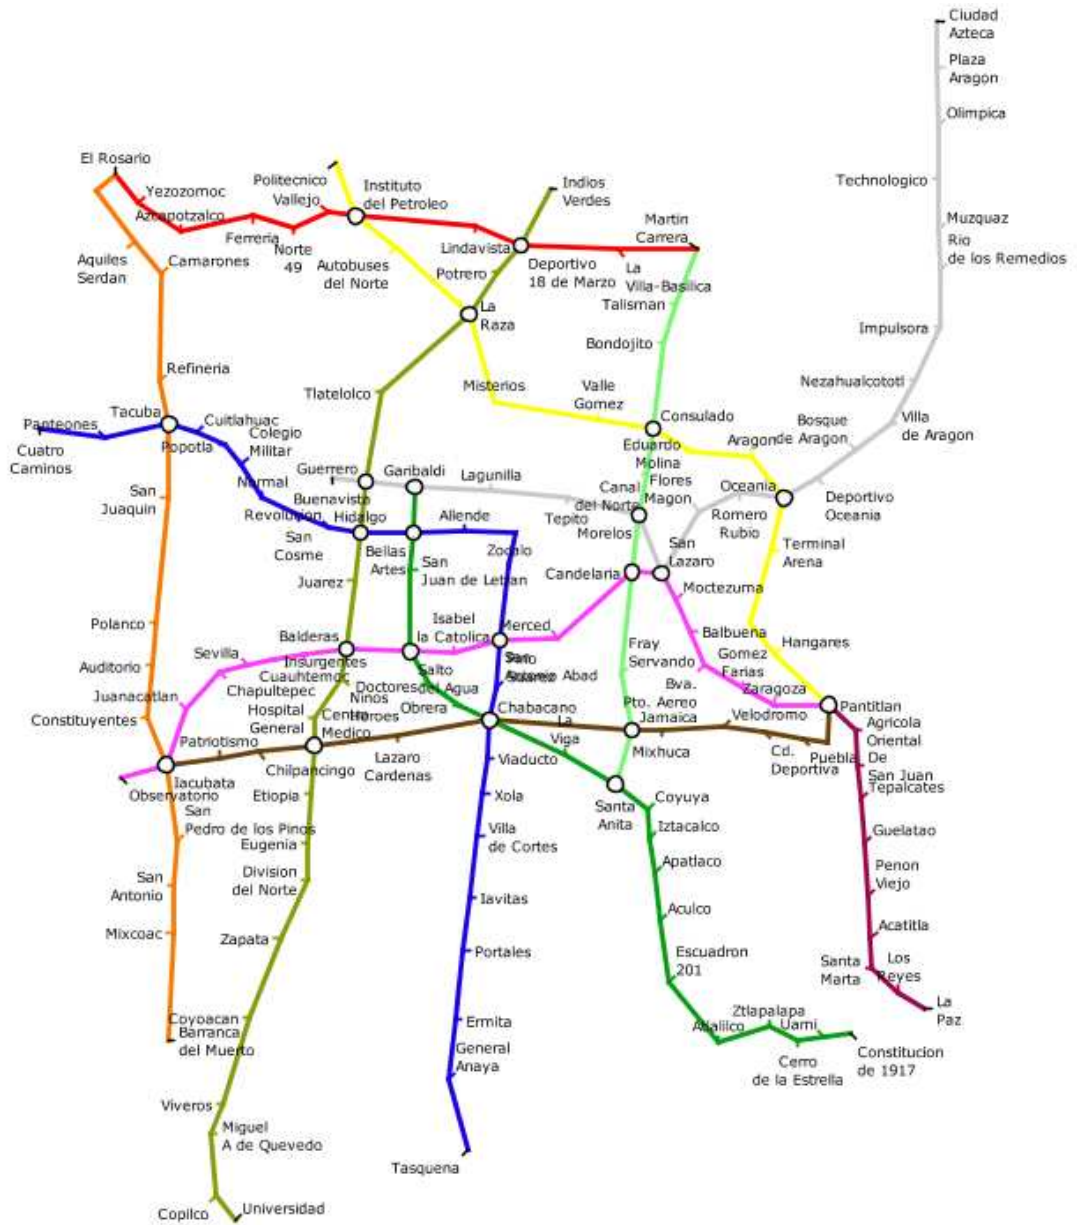 Ciudad
Azteca
Plaza
Aragon
Olimpica
El Rosario
Politecnico
Instituto
del Petroleo
Indios
Verdes
Technologico
Yezozomoc
Vallejo
Azcapotzalco
Martin
Carrera
Muzquaz
Rio
de los Remedios
Ferreria
Norte
49
Lindavista
Deportivo
18 de Marzo
La
Villa-Basilica
Aquiles
Serdan
Camarones
Autobuses
del Norte
Potrero
Talisman
La
Raza
Bondojito
Impulsora
Refineria
Tlatelolco
Misterios
Valle
Gomez
Nezahualcototl
Panteones
Tacuba
Cuitlahuac
Consulado
Bosque
de Aragon
Villa
de Aragon
Cuatro
Caminos
Popotla
Colegio
Militar
Eduardo
Molina
Aragon
Guerrero
Garibaldi
Lagunilla
Normal
Canal
del Norte
Flores
Magon
Oceania
San
Juaquin
Buenavista
Tepito
Romero
Rubio
Deportivo
Oceania
Revolucion
Hidalgo
Allende
Morelos
San
Cosme
Bellas
Artes
Zocalo
San
Juan de Letran
Candelaria
San
Lazaro
Terminal
Arena
Juarez
Moctezuma
Polanco
Balderas
Isabel
la Catolica
Merced
Balbuena
Hangares
Sevilla
Insurgentes
Cuauhtemoc
Salto
del Agua
Pino
Suarez
San
Antonio Abad
Fray
Servando
Gomez
Farias
Auditorio
Chapultepec
Doctores
Zaragoza
Juanacatlan
Ninos
Heroes
Obrera
Bva.
Pto. Aereo
Constituyentes
Hospital
General
Centro
Medico
Chabacano
La
Viga
Jamaica
Velodromo
Pantitlan
Patriotismo
Chilpancingo
Lazaro
Cardenas
Mixhuca
Cd.
Deportiva
Puebla
Agricola
Oriental
De
San Juan
Iacubata
Observatorio
Viaducto
Tepalcates
Etiopia
Xola
Santa
Anita
Coyuya
San
Pedro de los Pinos
Eugenia
Villa
de Cortes
Iztacalco
Guelatao
San
Antonio
Division
del Norte
Apatlaco
Penon
Viejo
Iavitas
Aculco
Mixcoac
Zapata
Portales
Escuadron
201
Acatitla
Santa
Marta
Los
Reyes
Coyoacan
Barranca
del Muerto
Ermita
Atlalilco
Ztlapalapa
Uami
La
Paz
General
Anaya
Cerro
de la Estrella
Constitucion
de 1917
Viveros
Miguel
A de Quevedo
Tasquena
Copilco
Universidad